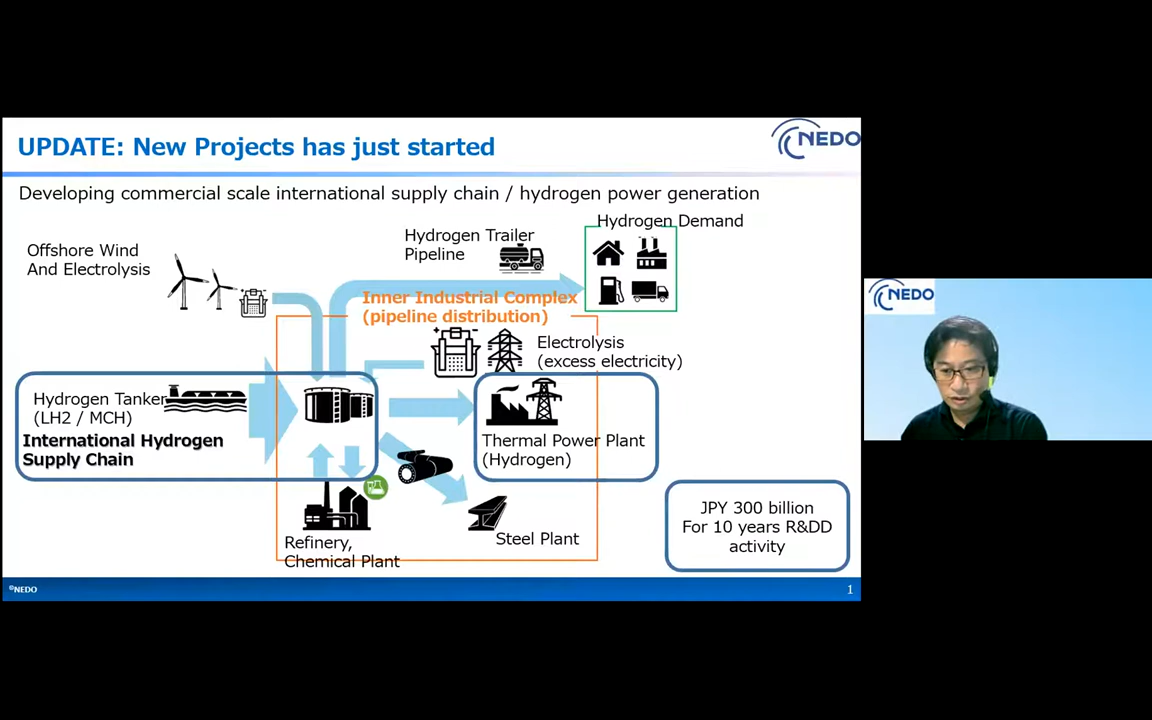 UPDATE: New Projects has just started
NEDO
Developing commercial scale international supply chain / hydrogen power generation
Hydrogen Demand
Offshore Wind
And Electrolysis
Hydrogen Trailer
Pipeline
Inner Industrial Complex
(pipeline distribution)
Electrolysis
(excess electricity)
NEDO
Hydrogen Tanker
(LH2 / MCH)
International Hydrogen
Supply Chain
Thermal Power Plant
(Hydrogen)
Refinery,
Chemical Plant
Steel Plant
JPY 300 billion
For 10 years R&DD
activity
©NEDO
1